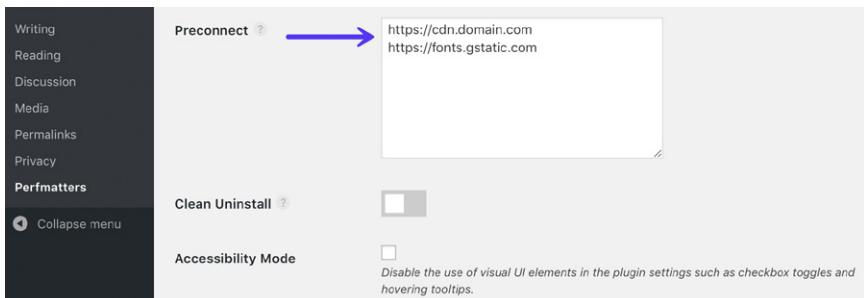 Writing
Reading
Discussion
Media
Permalinks
Privacy
Perfmatters
Collapse menu
Preconnect ?
https://cdn.domain.com
https://fonts.gstatic.com
Clean Uninstall ?
Accessibility Mode
Disable the use of visual UI elements in the plugin settings such as checkbox toggles and
hovering tooltips.